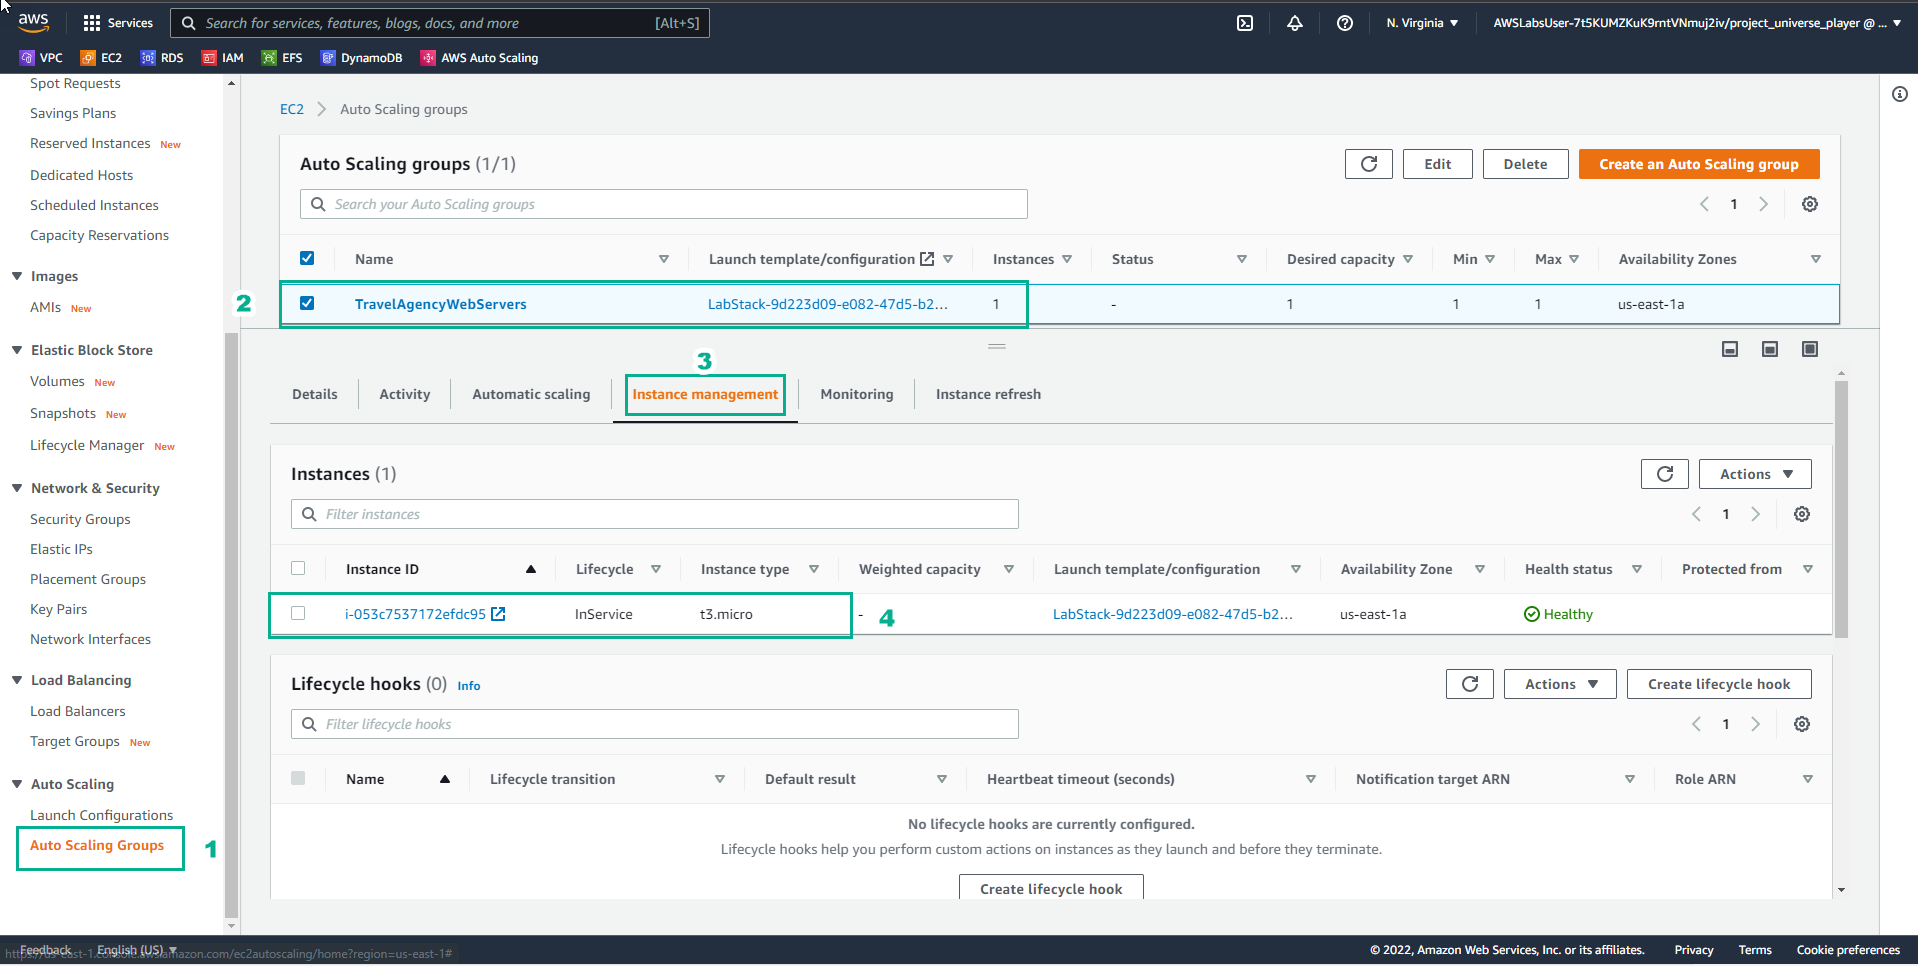 aws
Services
Search for services, features, blogs, docs, and more [Alt+S]
N. Virginia
AWSLabsUser-7t5KUMZKuK9rntVNmuj2iv/project_universe_player @ ...
VPC EC2 RDS IAM EFS DynamoDB AWS Auto Scaling
Spot Requests
Savings Plans
Reserved Instances New
Dedicated Hosts
Scheduled Instances
Capacity Reservations
Images
AMIs New
Elastic Block Store
Volumes New
Snapshots New
Lifecycle Manager New
Network & Security
Security Groups
Elastic IPs
Placement Groups
Key Pairs
Network Interfaces
Load Balancing
Load Balancers
Target Groups New
Auto Scaling
Launch Configurations
Auto Scaling Groups 1
EC2 Auto Scaling groups
Auto Scaling groups (1/1)
Edit Delete Create an Auto Scaling group
Search your Auto Scaling groups
1
Name Launch template/configuration Instances Status Desired capacity Min Max Availability Zones
2 TravelAgencyWebServers LabStack-9d223d09-e082-47d5-b2... 1 - 1 1 1 us-east-1a
3
Details Activity Automatic scaling Instance management Monitoring Instance refresh
Instances (1)
Actions
Filter instances
1
Instance ID Lifecycle Instance type Weighted capacity Launch template/configuration Availability Zone Health status Protected from
i-053c7537172efdc95 InService t3.micro - 4 LabStack-9d223d09-e082-47d5-b2... us-east-1a Healthy
Lifecycle hooks (0) Info
Actions Create lifecycle hook
Filter lifecycle hooks
1
Name Lifecycle transition Default result Heartbeat timeout (seconds) Notification target ARN Role ARN
No lifecycle hooks are currently configured.
Lifecycle hooks help you perform custom actions on instances as they launch and before they terminate.
Create lifecycle hook
Feedback English (US)
https://us-east-1.console.aws.amazon.com/ec2autoscaling/home?region=us-east-1#
© 2022, Amazon Web Services, Inc. or its affiliates. Privacy Terms Cookie preferences